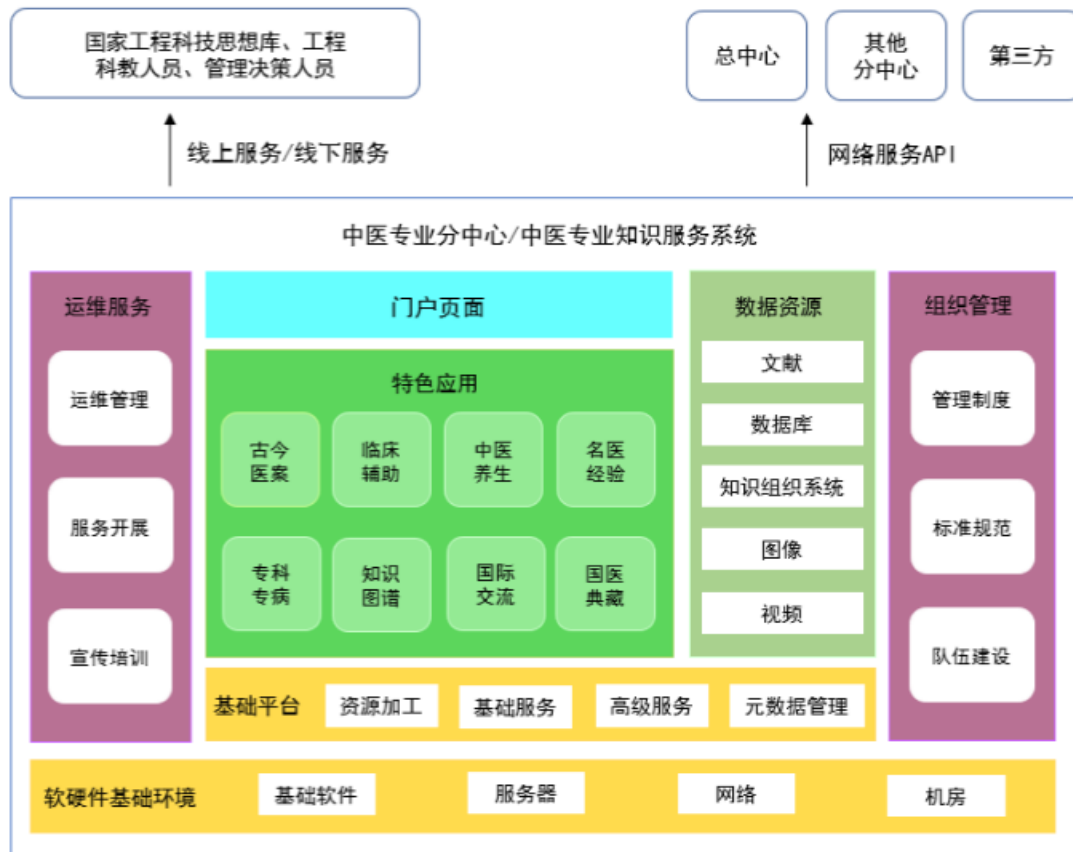 国家工程科技思想库、工程
科教人员、管理决策人员
总中心
其他
分中心
第三方
线上服务/线下服务
网络服务API
中医专业分中心/中医专业知识服务系统
运维服务
运维管理
服务开展
宣传培训
门户页面
特色应用
古今
医案
临床
辅助
中医
养生
名医
经验
专科
专病
知识
图谱
国际
交流
国医
典藏
数据资源
文献
数据库
知识组织系统
图像
视频
组织管理
管理制度
标准规范
队伍建设
基础平台
资源加工
基础服务
高级服务
元数据管理
软硬件基础环境
基础软件
服务器
网络
机房